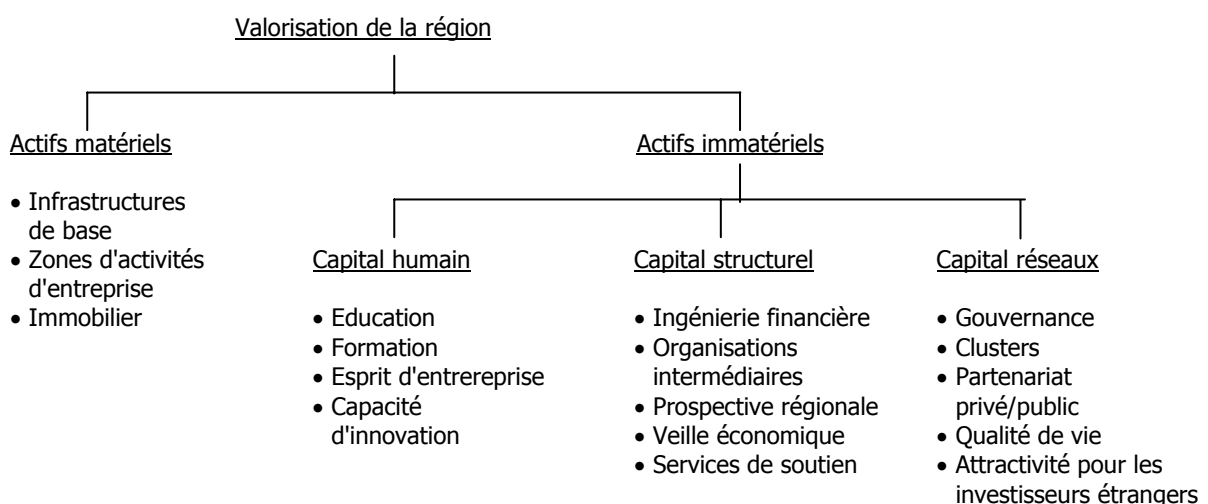 Valorisation de la région
Actifs matériels
• Infrastructures
de base
• Zones d'activités
d'entreprise
• Immobilier
Actifs immatériels
Capital humain
• Education
• Formation
• Esprit d'entrereprise
• Capacité
d'innovation
Capital structurel
• Ingénierie financière
• Organisations
intermédiaires
• Prospective régionale
• Veille économique
• Services de soutien
Capital réseaux
• Gouvernance
• Clusters
• Partenariat
privé/public
• Qualité de vie
• Attractivité pour les
investisseurs étrangers